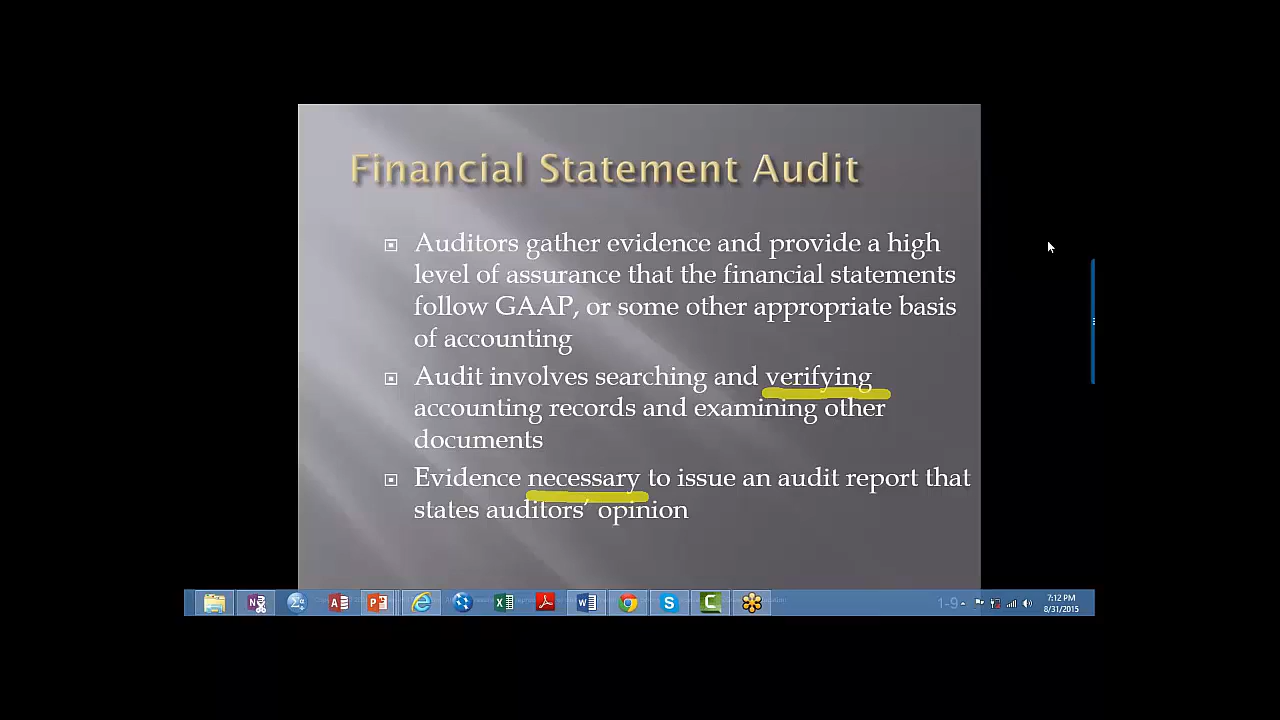 Financial Statement Audit
Auditors gather evidence and provide a high
level of assurance that the financial statements
follow GAAP, or some other appropriate basis
of accounting
Audit involves searching and verifying
accounting records and examining other
documents
Evidence necessary to issue an audit report that
states auditors’ opinion
1-9
7:12 PM
8/31/2015